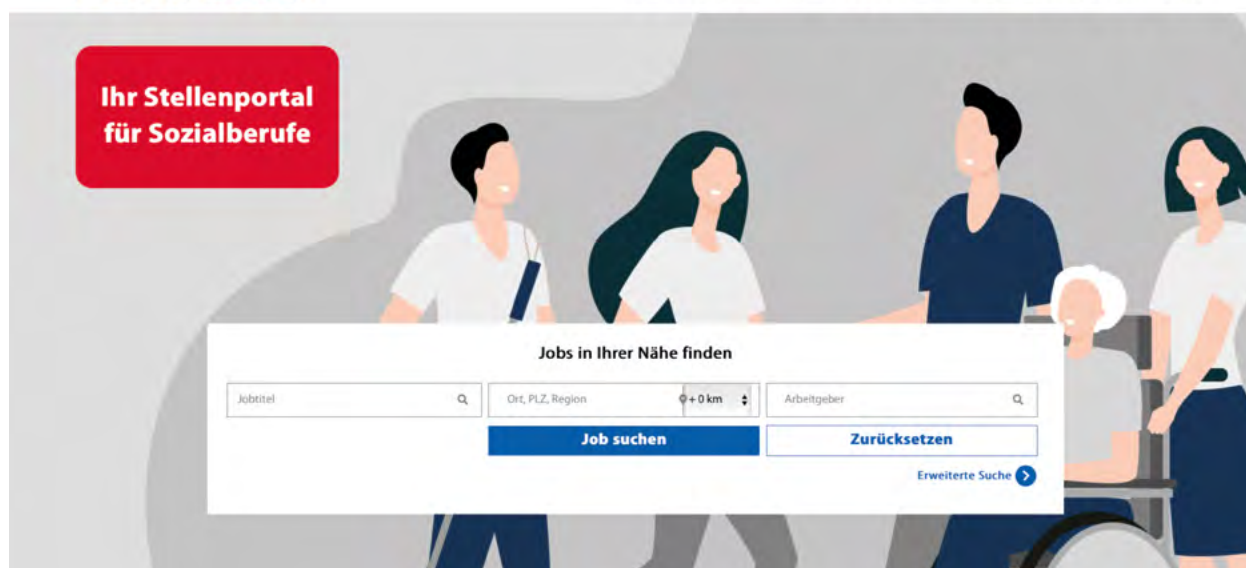 Ihr Stellenportal
für Sozialberufe
Jobs in Ihrer Nähe finden
Jobtitel
Ort, PLZ, Region
+ 0 km
Arbeitgeber
Job suchen
Zurücksetzen
Erweiterte Suche